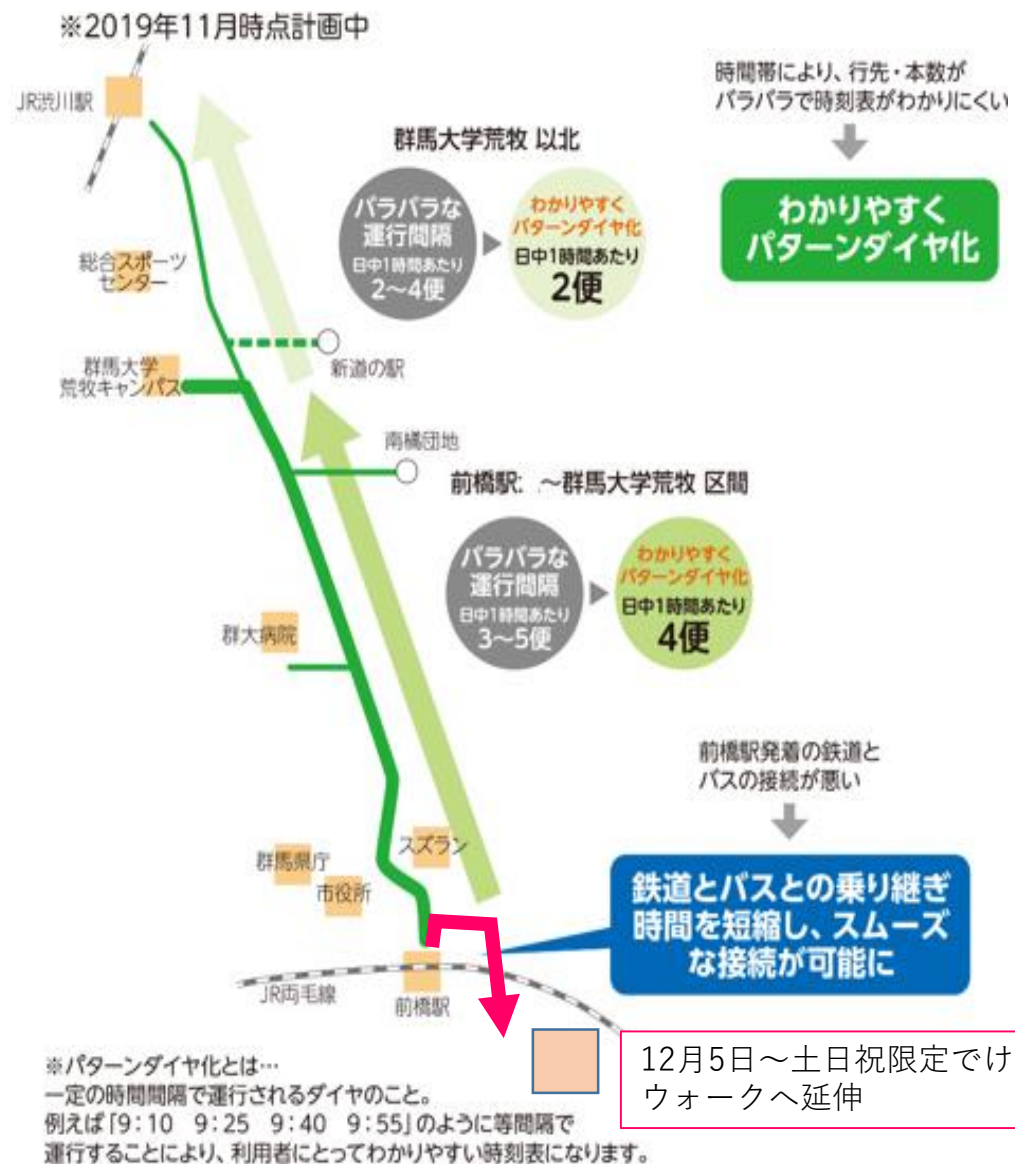 ※2019年11月時点計画中
JR渋川駅
時間帯により、行先・本数が
バラバラで時刻表がわかりにくい
わかりやすく
パターンダイヤ化
群馬大学荒牧 以北
バラバラな
運行間隔
日中1時間あたり
2〜4便
わかりやすく
パターンダイヤ化
日中1時間あたり
2便
総合スポーツ
センター
新道の駅
群馬大学
荒牧キャンパス
南橘団地
前橋駅: 〜群馬大学荒牧 区間
バラバラな
運行間隔
日中1時間あたり
3〜5便
わかりやすく
パターンダイヤ化
日中1時間あたり
4便
群大病院
前橋駅発着の鉄道と
バスの接続が悪い
鉄道とバスとの乗り継ぎ
時間を短縮し、スムーズ
な接続が可能に
スズラン
群馬県庁
市役所
JR両毛線
前橋駅
12月5日〜土日祝限定でけ
ウォークへ延伸
※パターンダイヤ化とは…
一定の時間間隔で運行されるダイヤのこと。
例えば「9:10 9:25 9:40 9:55」のように等間隔で
運行することにより、利用者にとってわかりやすい時刻表になります。